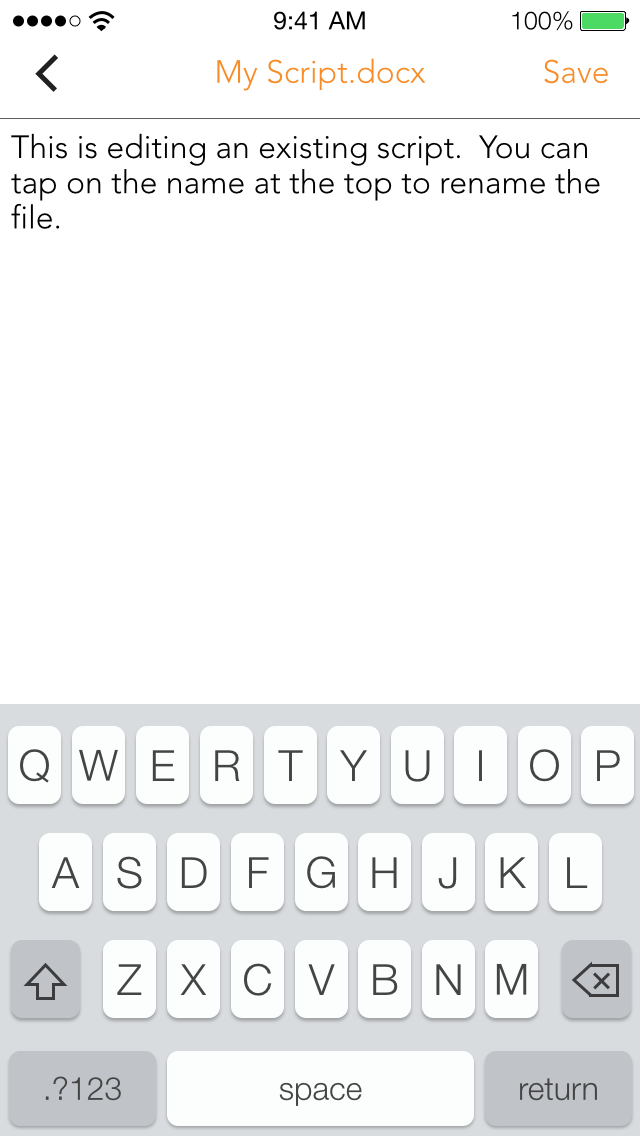 9:41 AM 100%
My Script.docx Save
This is editing an existing script.  You can
tap on the name at the top to rename the
file.
Q W E R T Y U I O P
A S D F G H J K L
Z X C V B N M
.?123 space return